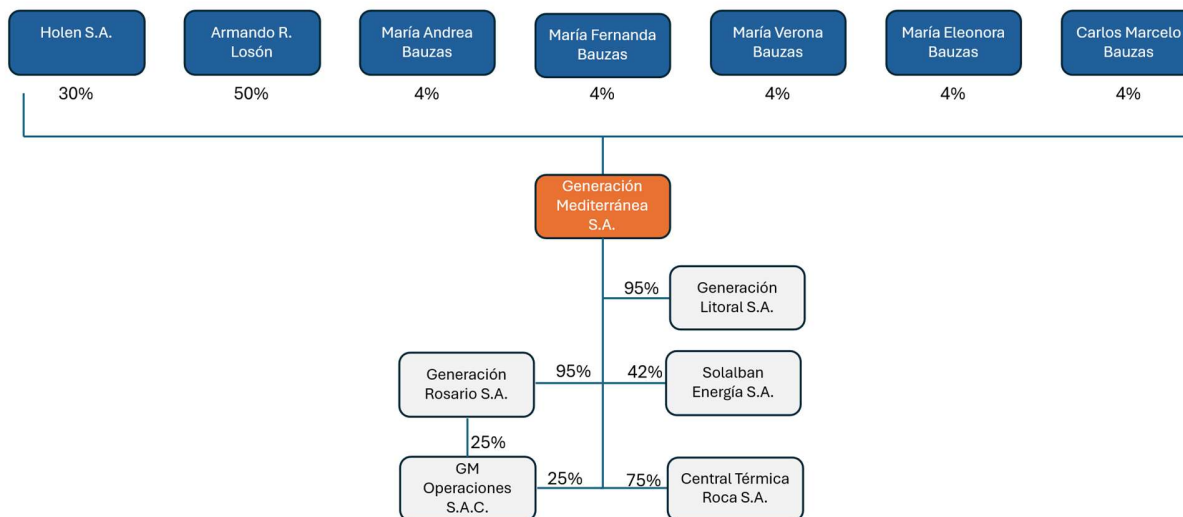 Holen S.A.
Armando R.
Losón
María Andrea
Bauzas
María Fernanda
Bauzas
María Verona
Bauzas
María Eleonora
Bauzas
Carlos Marcelo
Bauzas
30%
50%
4%
4%
4%
4%
4%
Generación
Mediterránea
S.A.
95%
Generación
Litoral S.A.
Generación
Rosario S.A.
95%
42%
Solalban
Energía S.A.
25%
GM
Operaciones
S.A.C.
25%
75%
Central Térmica
Roca S.A.